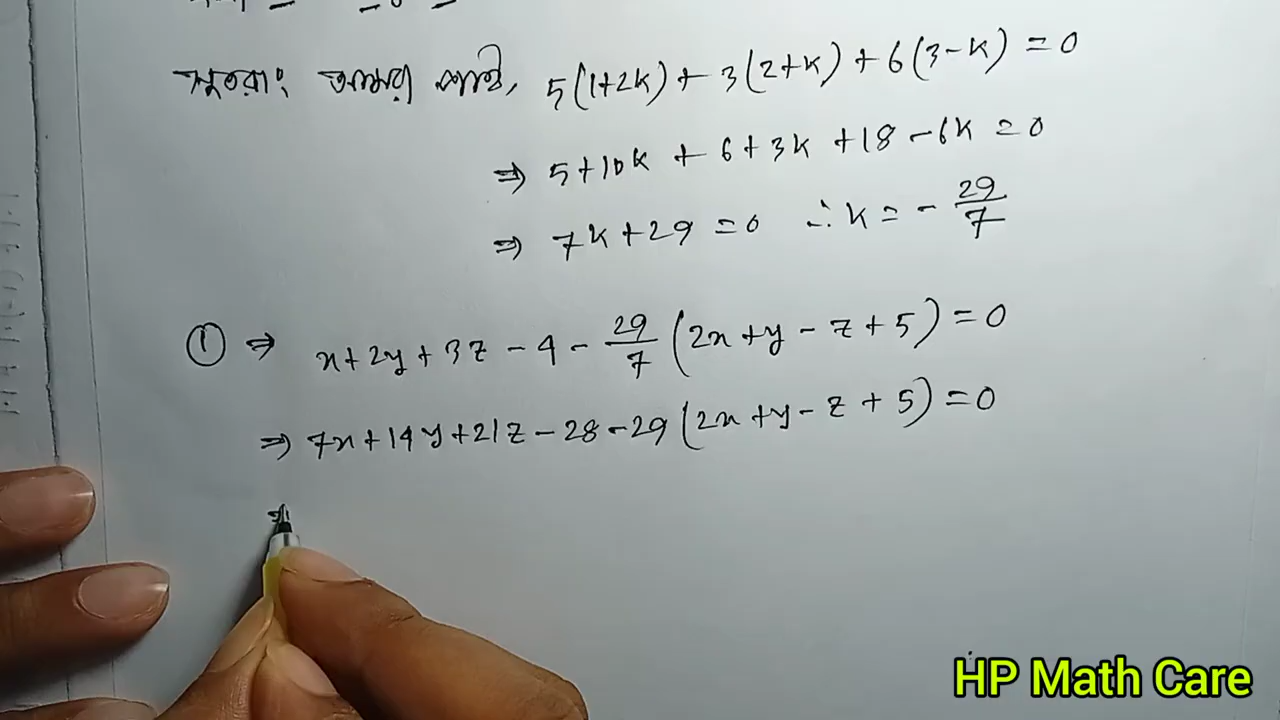 সুতরাং আমরা পাই, 5(1+2k) + 3(2+k) + 6(3-k) = 0
⇒ 5+10k + 6+3k +18 -6k = 0
⇒ 7k+29 = 0 ∴ k = - 29/7
① ⇒ x+2y+3z-4- 29/7 (2x+y-z+5) = 0
⇒ 7x+14y+21z-28-29(2x+y-z+5) = 0
HP Math Care